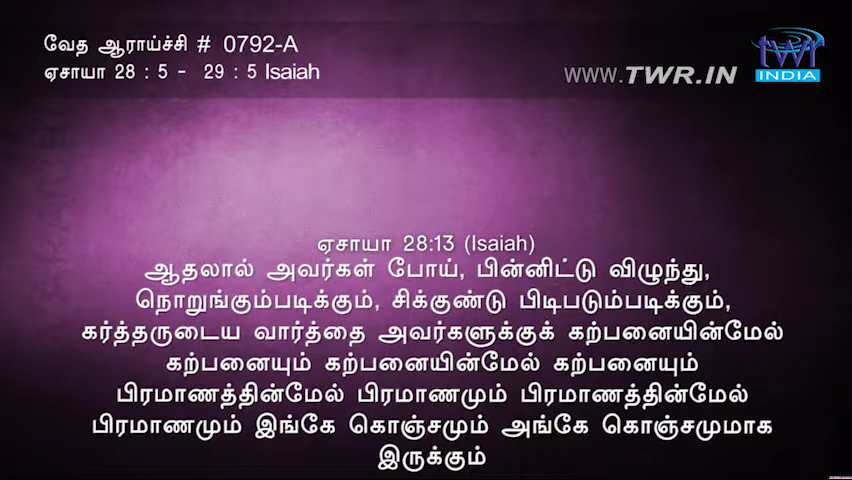 வேத ஆராய்ச்சி # 0792-A
ஏசாயா 28 : 5 - 29 : 5 Isaiah
WWW.TWR.IN
twr
INDIA
ஏசாயா 28:13 (Isaiah)
ஆதலால் அவர்கள் போய், பின்னிட்டு விழுந்து,
நொறுங்கும்படிக்கும், சிக்குண்டு பிடிபடும்படிக்கும்,
கர்த்தருடைய வார்த்தை அவர்களுக்குக் கற்பனையின்மேல்
கற்பனையும் கற்பனையின்மேல் கற்பனையும்
பிரமாணத்தின்மேல் பிரமாணமும் பிரமாணத்தின்மேல்
பிரமாணமும் இங்கே கொஞ்சமும் அங்கே கொஞ்சமுமாக
இருக்கும்